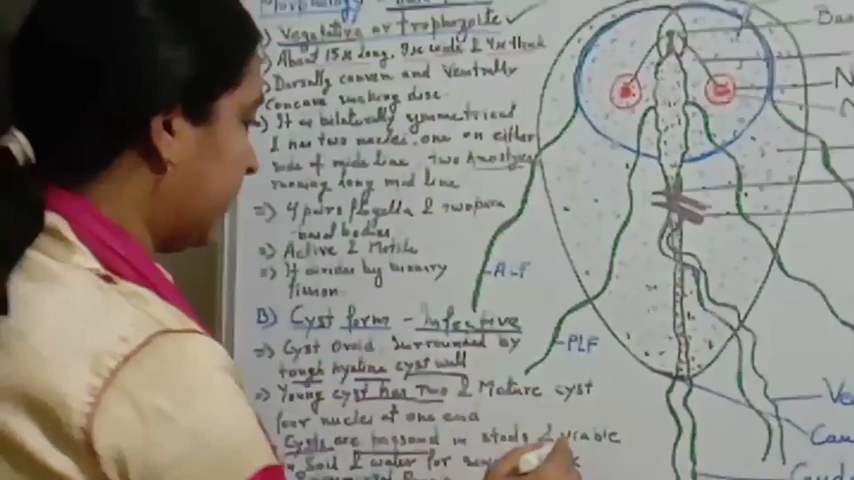 Morphology
Vegetative or Trophozoite
About 15µ long, 9µ wide & 4µ thick
Dorsally convex and ventrally
Concave sucking disc
It is bilaterally symmetrical
& has two nuclei, one on either
side of midline, two Axostyles
running long mid line
⇒ 4 pairs flagella & two para
basal bodies
⇒ Active & Motile
⇒ It divides by binary
fission
B) Cyst form - Infective
⇒ Cyst Ovoid surrounded by
tough hyaline cyst wall
⇒ Young cyst has Two & Mature cyst
four nuclei at one end
Cysts are passed in stools & viable
soil & water for
Ba
N
ALF
PLF
Ve
Cau
Cauda